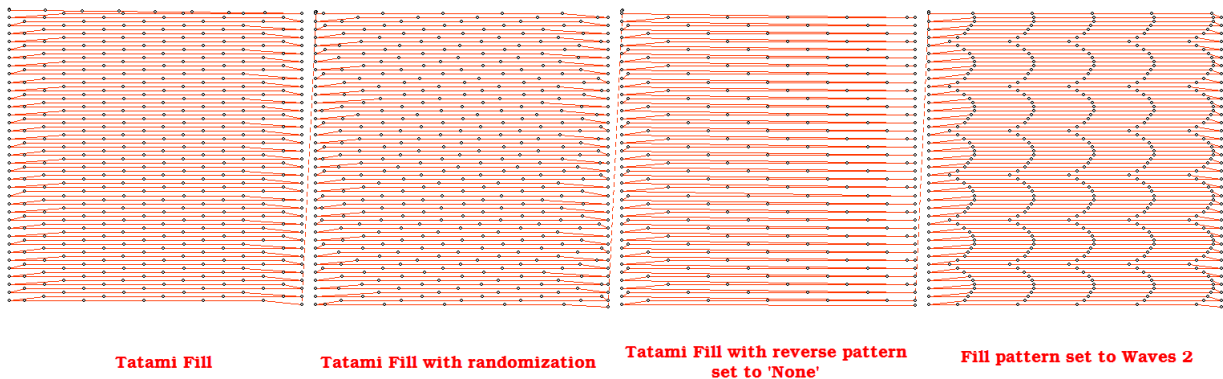 Tatami Fill
Tatami Fill with randomization
Tatami Fill with reverse pattern
set to 'None'
Fill pattern set to Waves 2